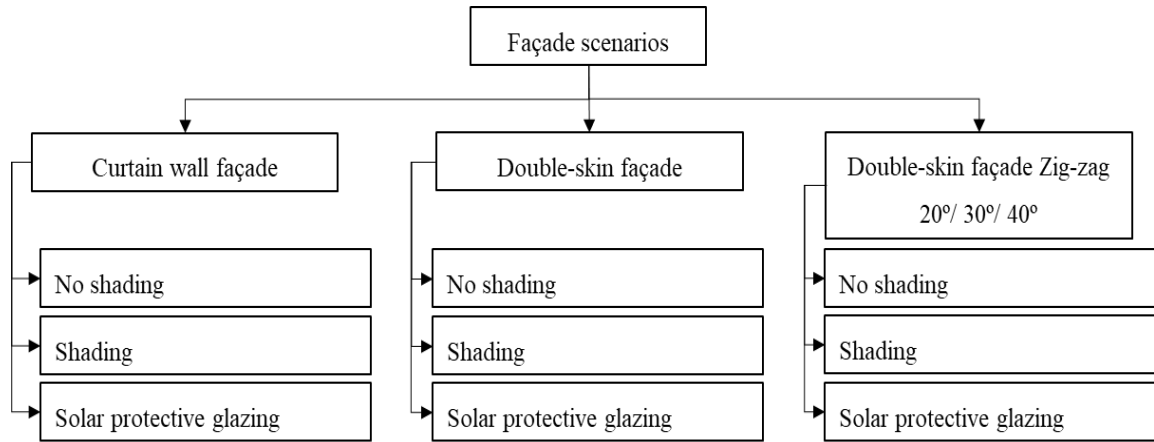 Façade scenarios
Curtain wall façade
No shading
Shading
Solar protective glazing
Double-skin façade
No shading
Shading
Solar protective glazing
Double-skin façade Zig-zag
20º/ 30º/ 40º
No shading
Shading
Solar protective glazing